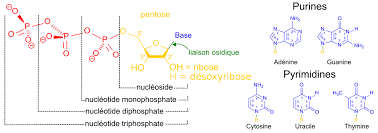 pentose
Base
liaison osidique
OH = ribose
H = désoxyribose
HO
nucléoside
nucléotide monophosphate
nucléotide diphosphate
nucléotide triphosphate
Purines
Adénine
Guanine
Pyrimidines
Cytosine
Uracile
Thymine